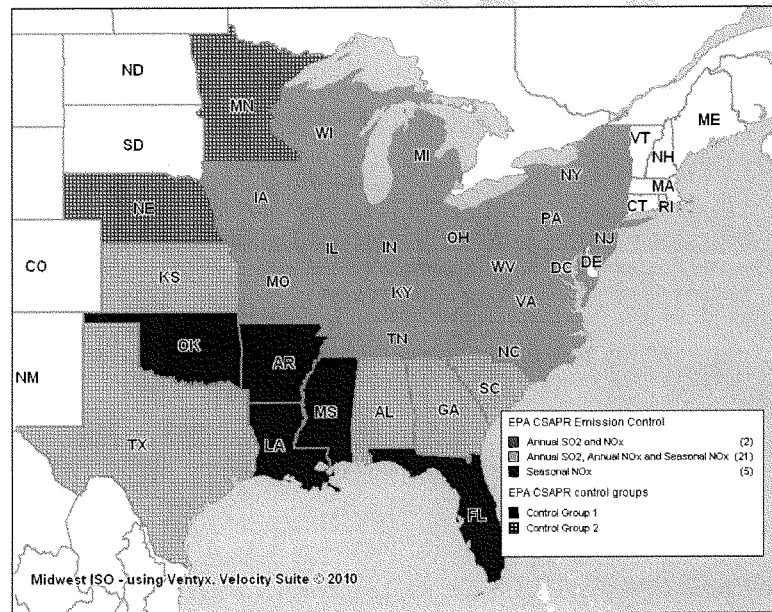 ND
MN
ME
VT
NH
SD
WI
MI
NY
MA
CT RI
NE
IA
PA
OH
NJ
IL
IN
CO
KS
MO
WV
DC DE
KY
VA
TN
NC
OK
AR
NM
SC
MS
AL
GA
TX
LA
FL
EPA CSAPR Emission Control
Annual SO2 and NOx (2)
Annual SO2, Annual NOx and Seasonal NOx (21)
Seasonal NOx (5)
EPA CSAPR control groups
Control Group 1
Control Group 2
Midwest ISO - using Ventyx, Velocity Suite © 2010